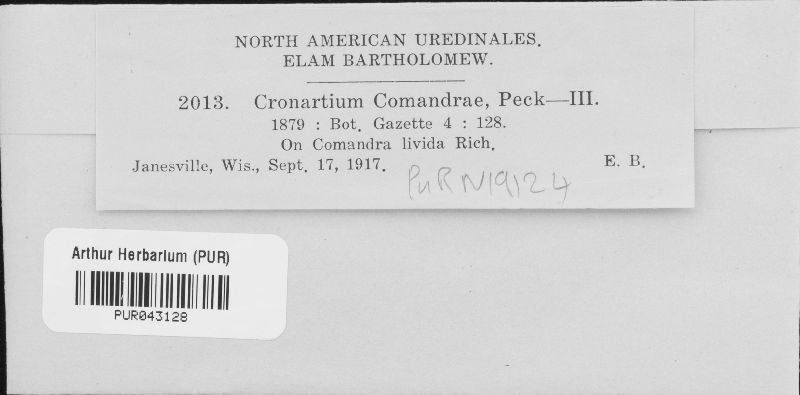 NORTH AMERICAN UREDINALES.
ELAM BARTHOLOMEW.
2013. Cronartium Comandrae, Peck—III.
1879 : Bot. Gazette 4 : 128.
On Comandra livida Rich.
Janesville, Wis., Sept. 17, 1917. E. B.
PuR N19124
Arthur Herbarium (PUR)
PUR043128